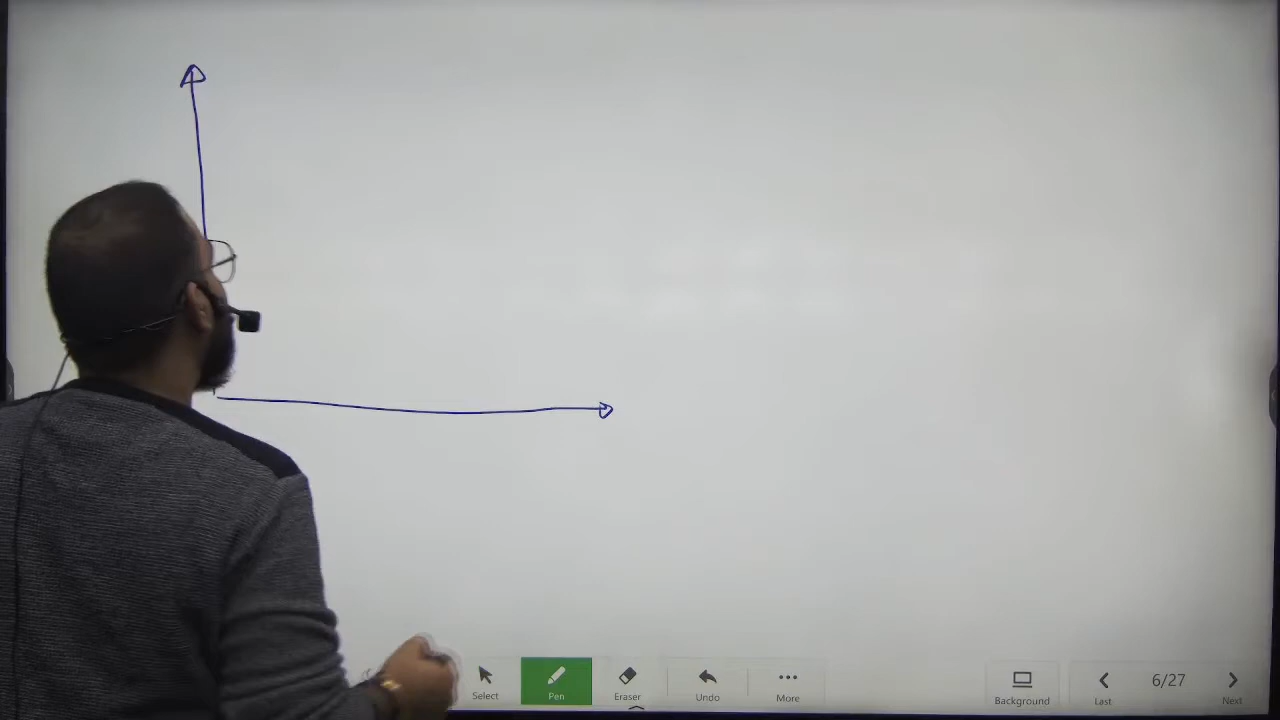 Select
Pen
Eraser
Undo
More
Background
Last
6/27
Next